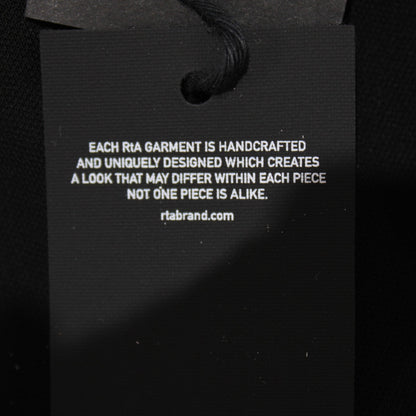 EACH RtA GARMENT IS HANDCRAFTED
AND UNIQUELY DESIGNED WHICH CREATES
A LOOK THAT MAY DIFFER WITHIN EACH PIECE
NOT ONE PIECE IS ALIKE.
rtabrand.com